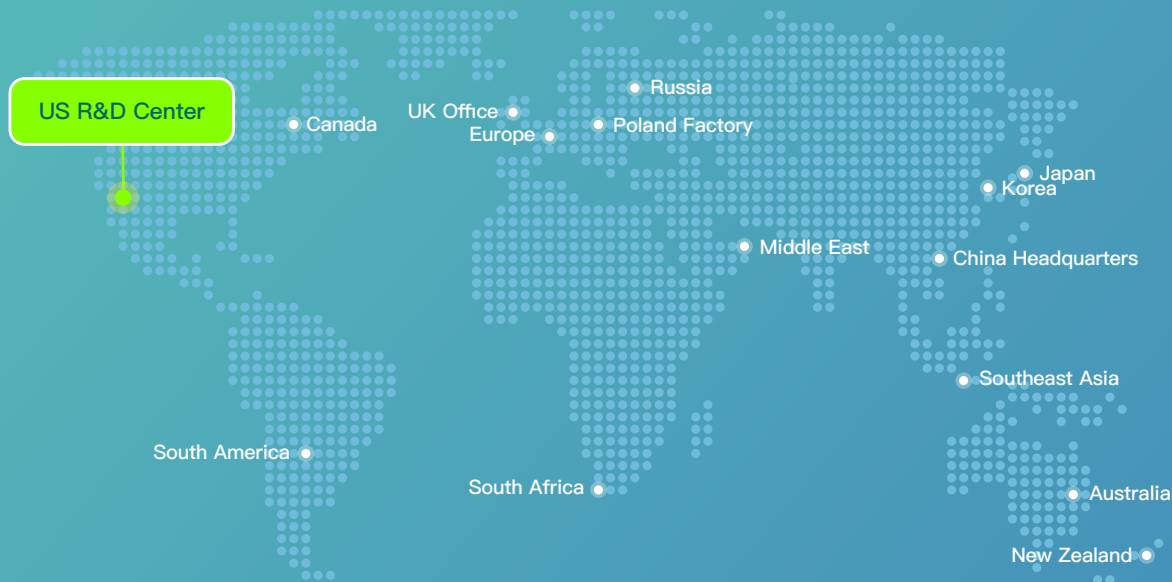 Russia
US R&D Center
UK Office
Canada
Poland Factory
Europe
Japan
Korea
Middle East
China Headquarters
Southeast Asia
South America
South Africa
Australia
New Zealand